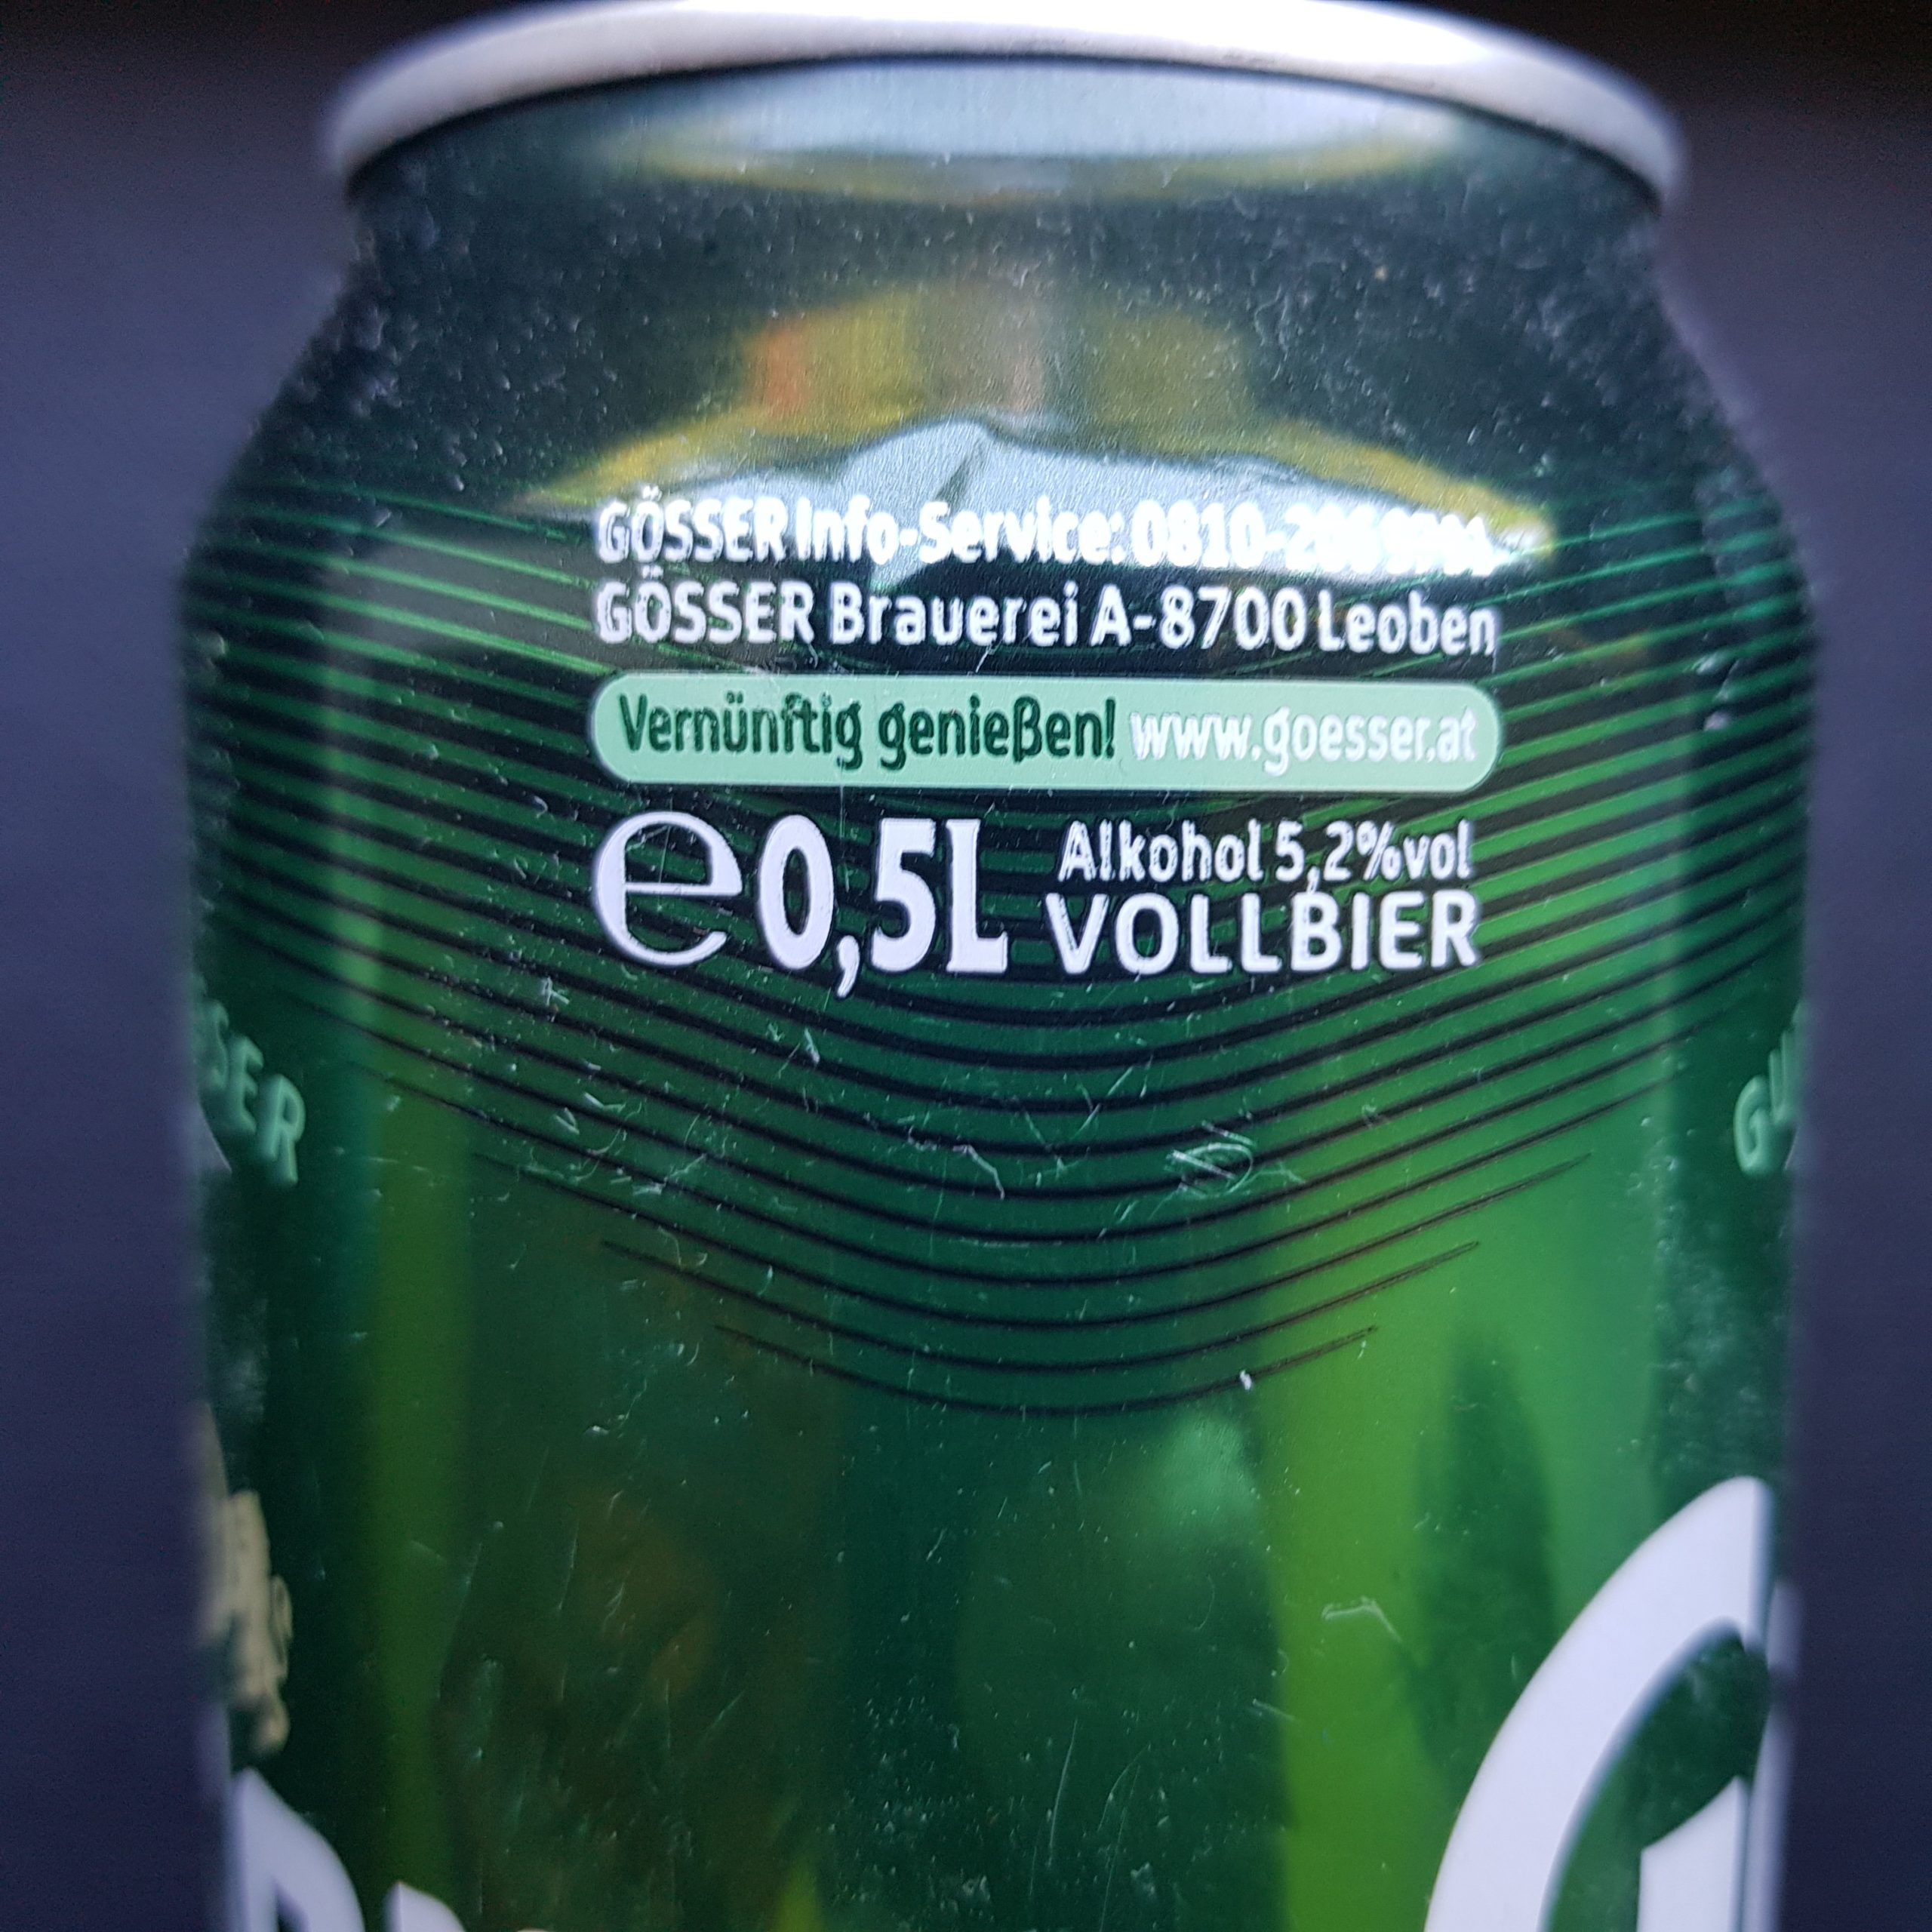 GÖSSER Info-Service:
GÖSSER Brauerei A-8700 Leoben
Vernünftig genießen! www.goesser.at
e 0,5L Alkohol 5,2%vol
VOLLBIER